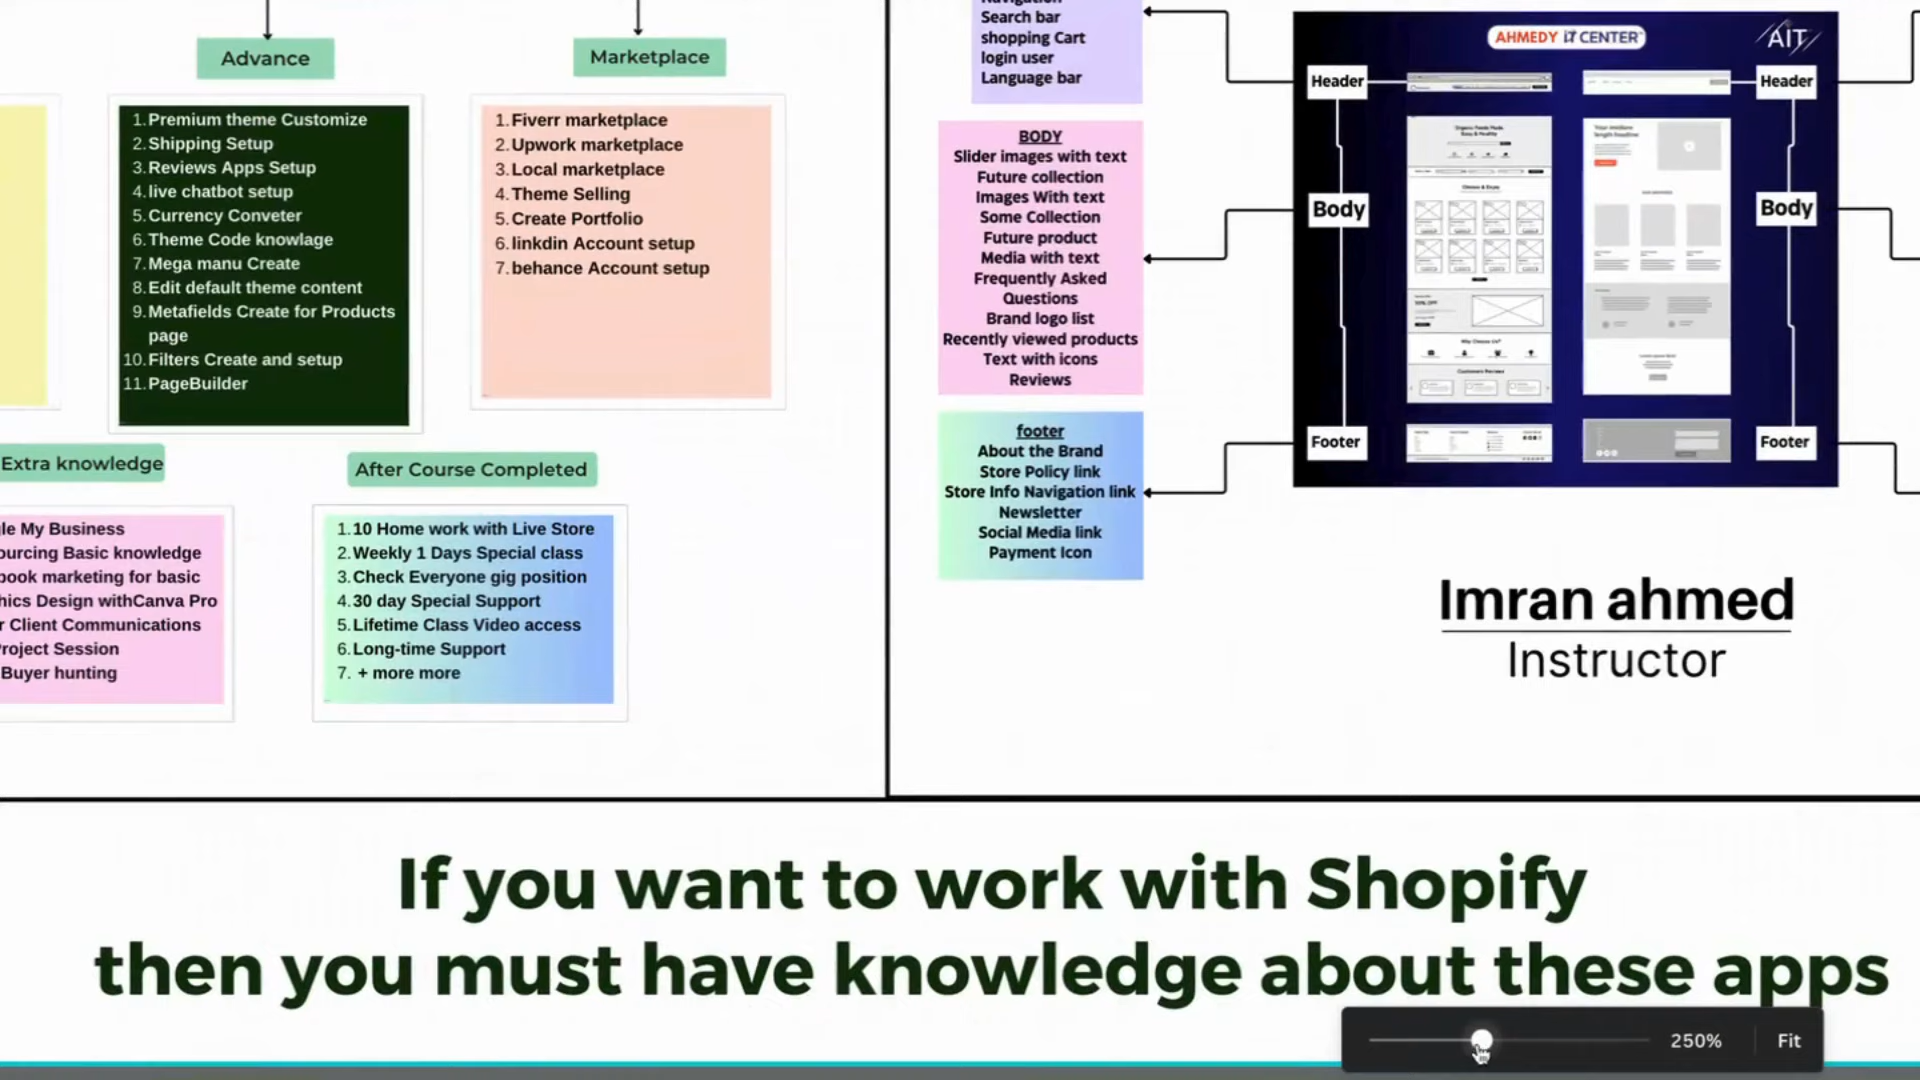 Advance
1. Premium theme Customize
2. Shipping Setup
3. Reviews Apps Setup
4. live chatbot setup
5. Currency Conveter
6. Theme Code knowlage
7. Mega manu Create
8. Edit default theme content
9. Metafields Create for Products
page
10. Filters Create and setup
11. PageBuilder
Marketplace
1. Fiverr marketplace
2. Upwork marketplace
3. Local marketplace
4. Theme Selling
5. Create Portfolio
6. linkdin Account setup
7. behance Account setup
Extra knowledge
le My Business
ourcing Basic knowledge
book marketing for basic
hics Design withCanva Pro
r Client Communications
Project Session
Buyer hunting
After Course Completed
1. 10 Home work with Live Store
2. Weekly 1 Days Special class
3. Check Everyone gig position
4. 30 day Special Support
5. Lifetime Class Video access
6. Long-time Support
7. + more more
Navigation
Search bar
shopping Cart
login user
Language bar
BODY
Slider images with text
Future collection
Images With text
Some Collection
Future product
Media with text
Frequently Asked
Questions
Brand logo list
Recently viewed products
Text with icons
Reviews
footer
About the Brand
Store Policy link
Store Info Navigation link
Newsletter
Social Media link
Payment Icon
AHMEDY IT CENTER
AIT
Header
Header
Body
Body
Footer
Footer
Imran ahmed
Instructor
If you want to work with Shopify
then you must have knowledge about these apps
250%
Fit